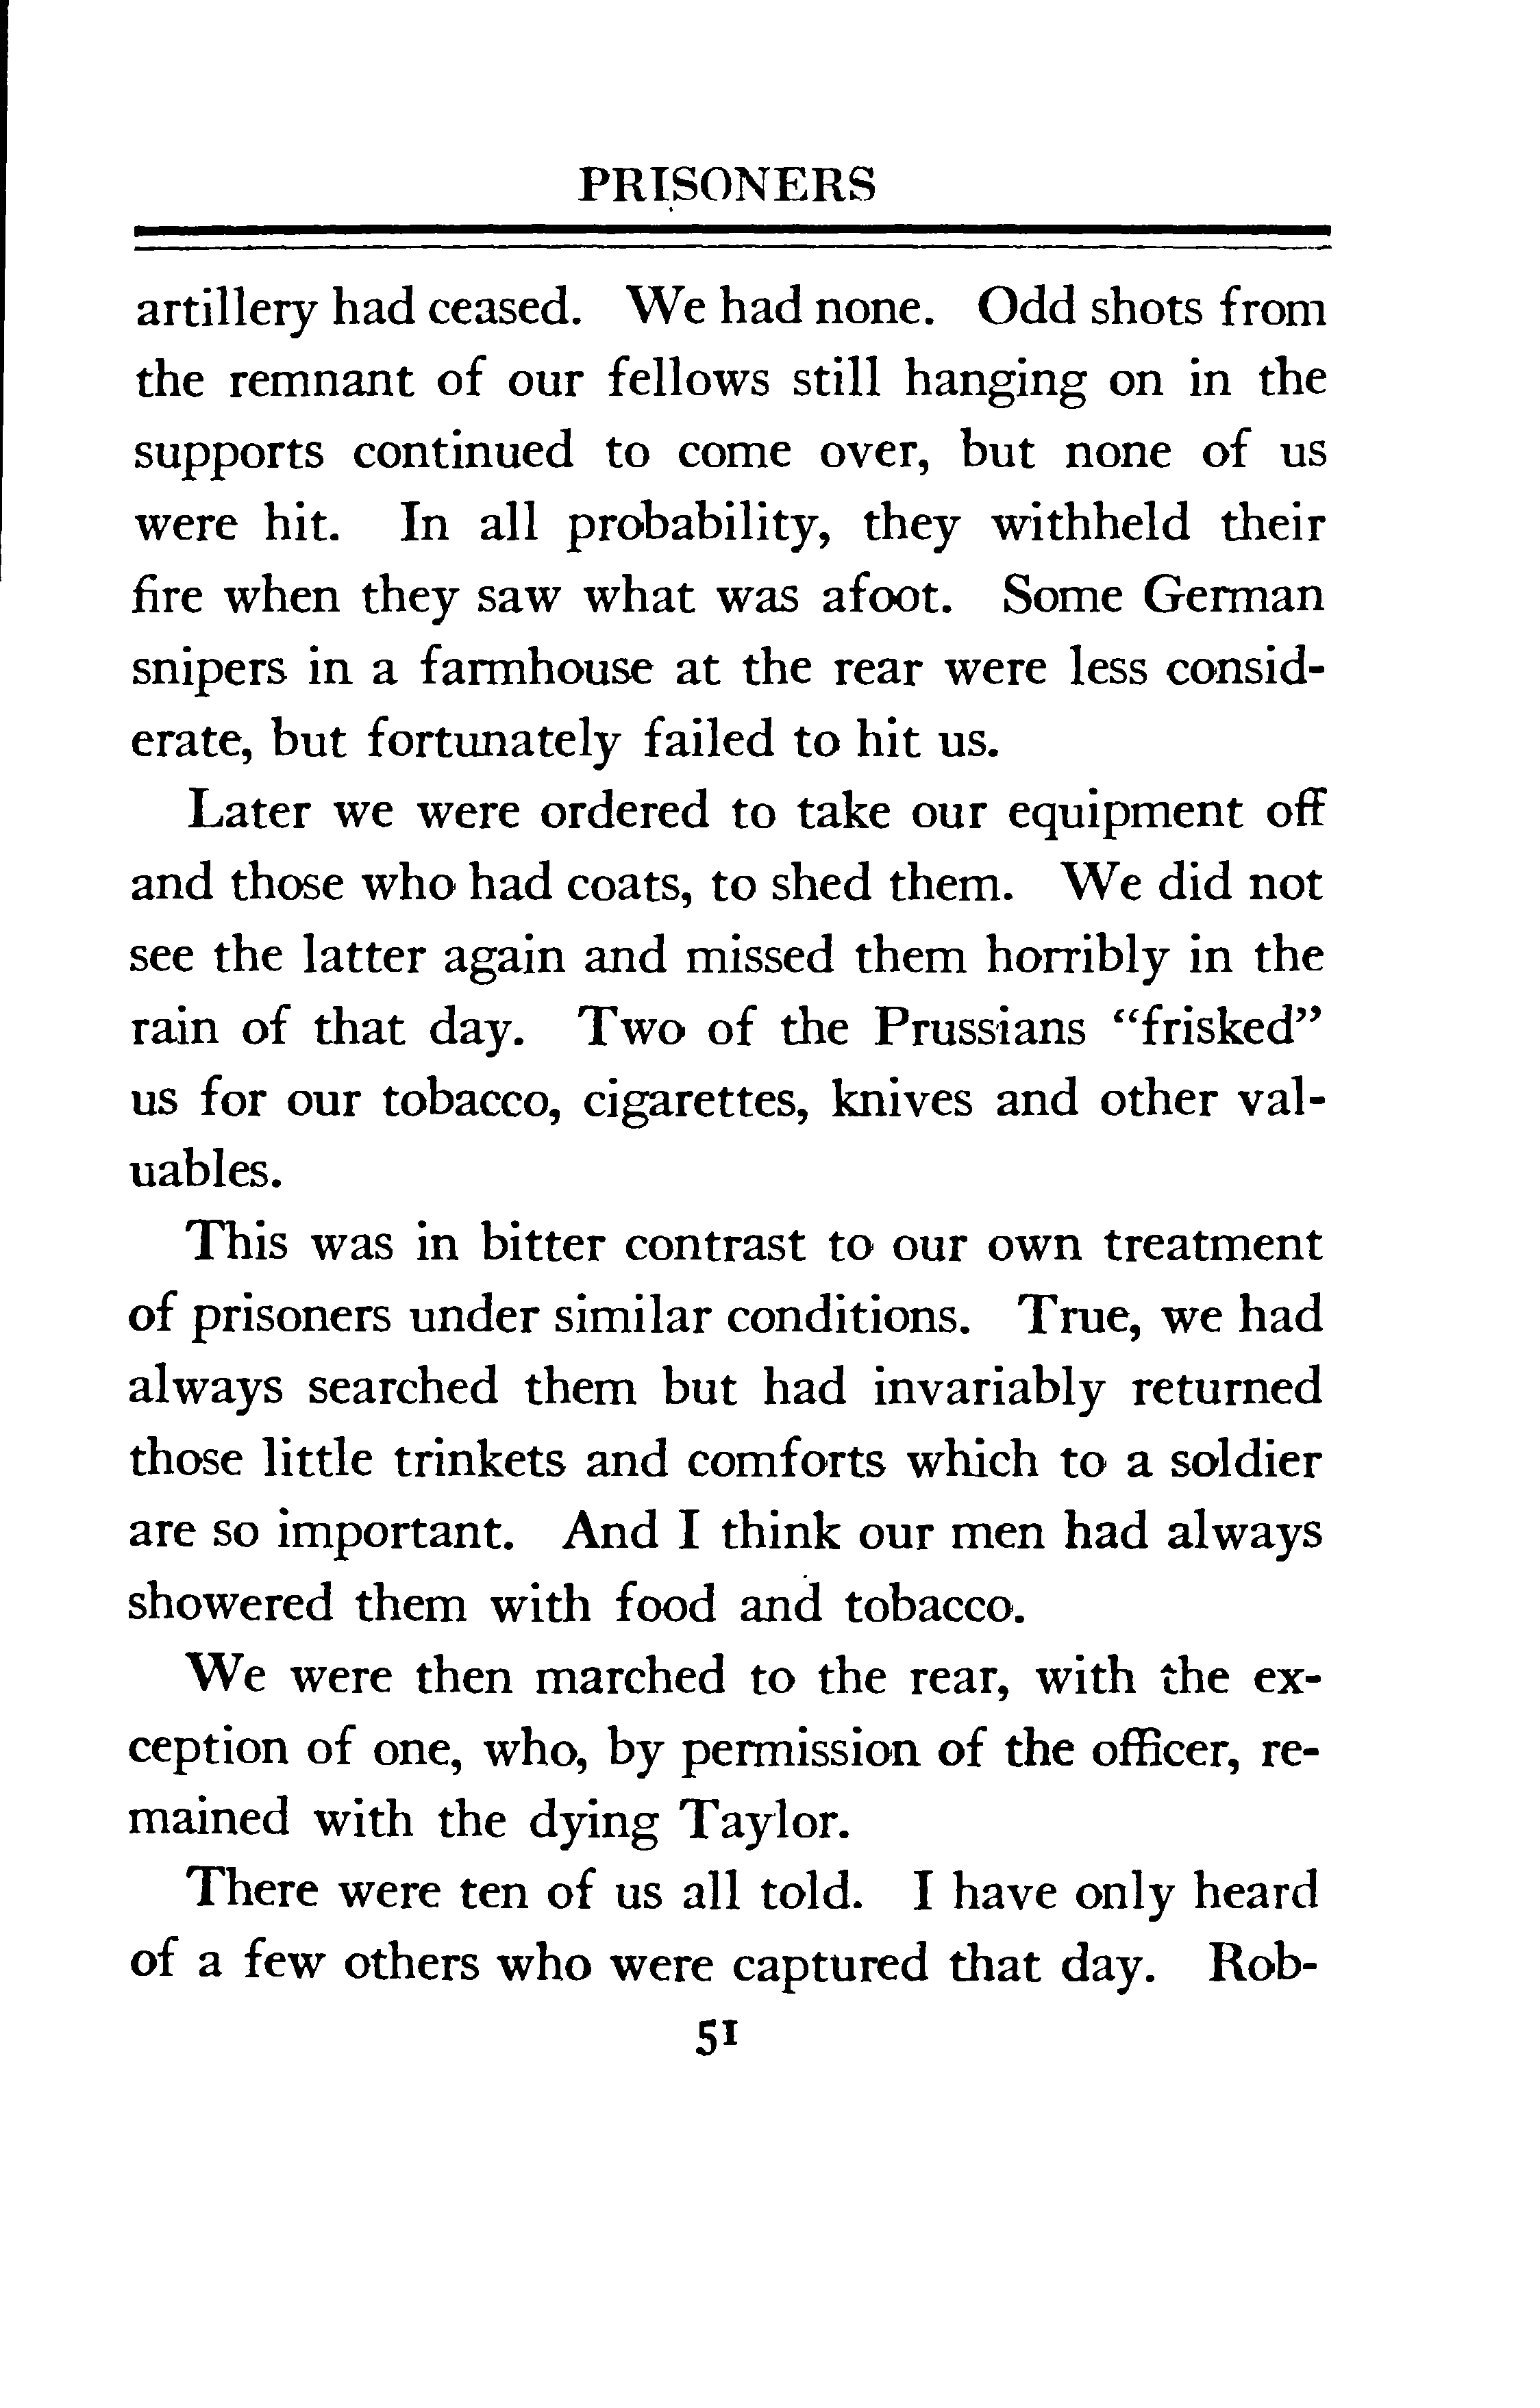 PRISONERS
artillery had ceased. We had none. Odd shots from
the remnant of our fellows still hanging on in the
supports continued to come over, but none of us
were hit. In all probability, they withheld their
fire when they saw what was afoot. Some German
snipers in a farmhouse at the rear were less consid-
erate, but fortunately failed to hit us.
Later we were ordered to take our equipment off
and those who had coats, to shed them. We did not
see the latter again and missed them horribly in the
rain of that day. Two of the Prussians “frisked”
us for our tobacco, cigarettes, knives and other val-
uables.
This was in bitter contrast to our own treatment
of prisoners under similar conditions. True, we had
always searched them but had invariably returned
those little trinkets and comforts which to a soldier
are so important. And I think our men had always
showered them with food and tobacco.
We were then marched to the rear, with the ex-
ception of one, who, by permission of the officer, re-
mained with the dying Taylor.
There were ten of us all told. I have only heard
of a few others who were captured that day. Rob-
51